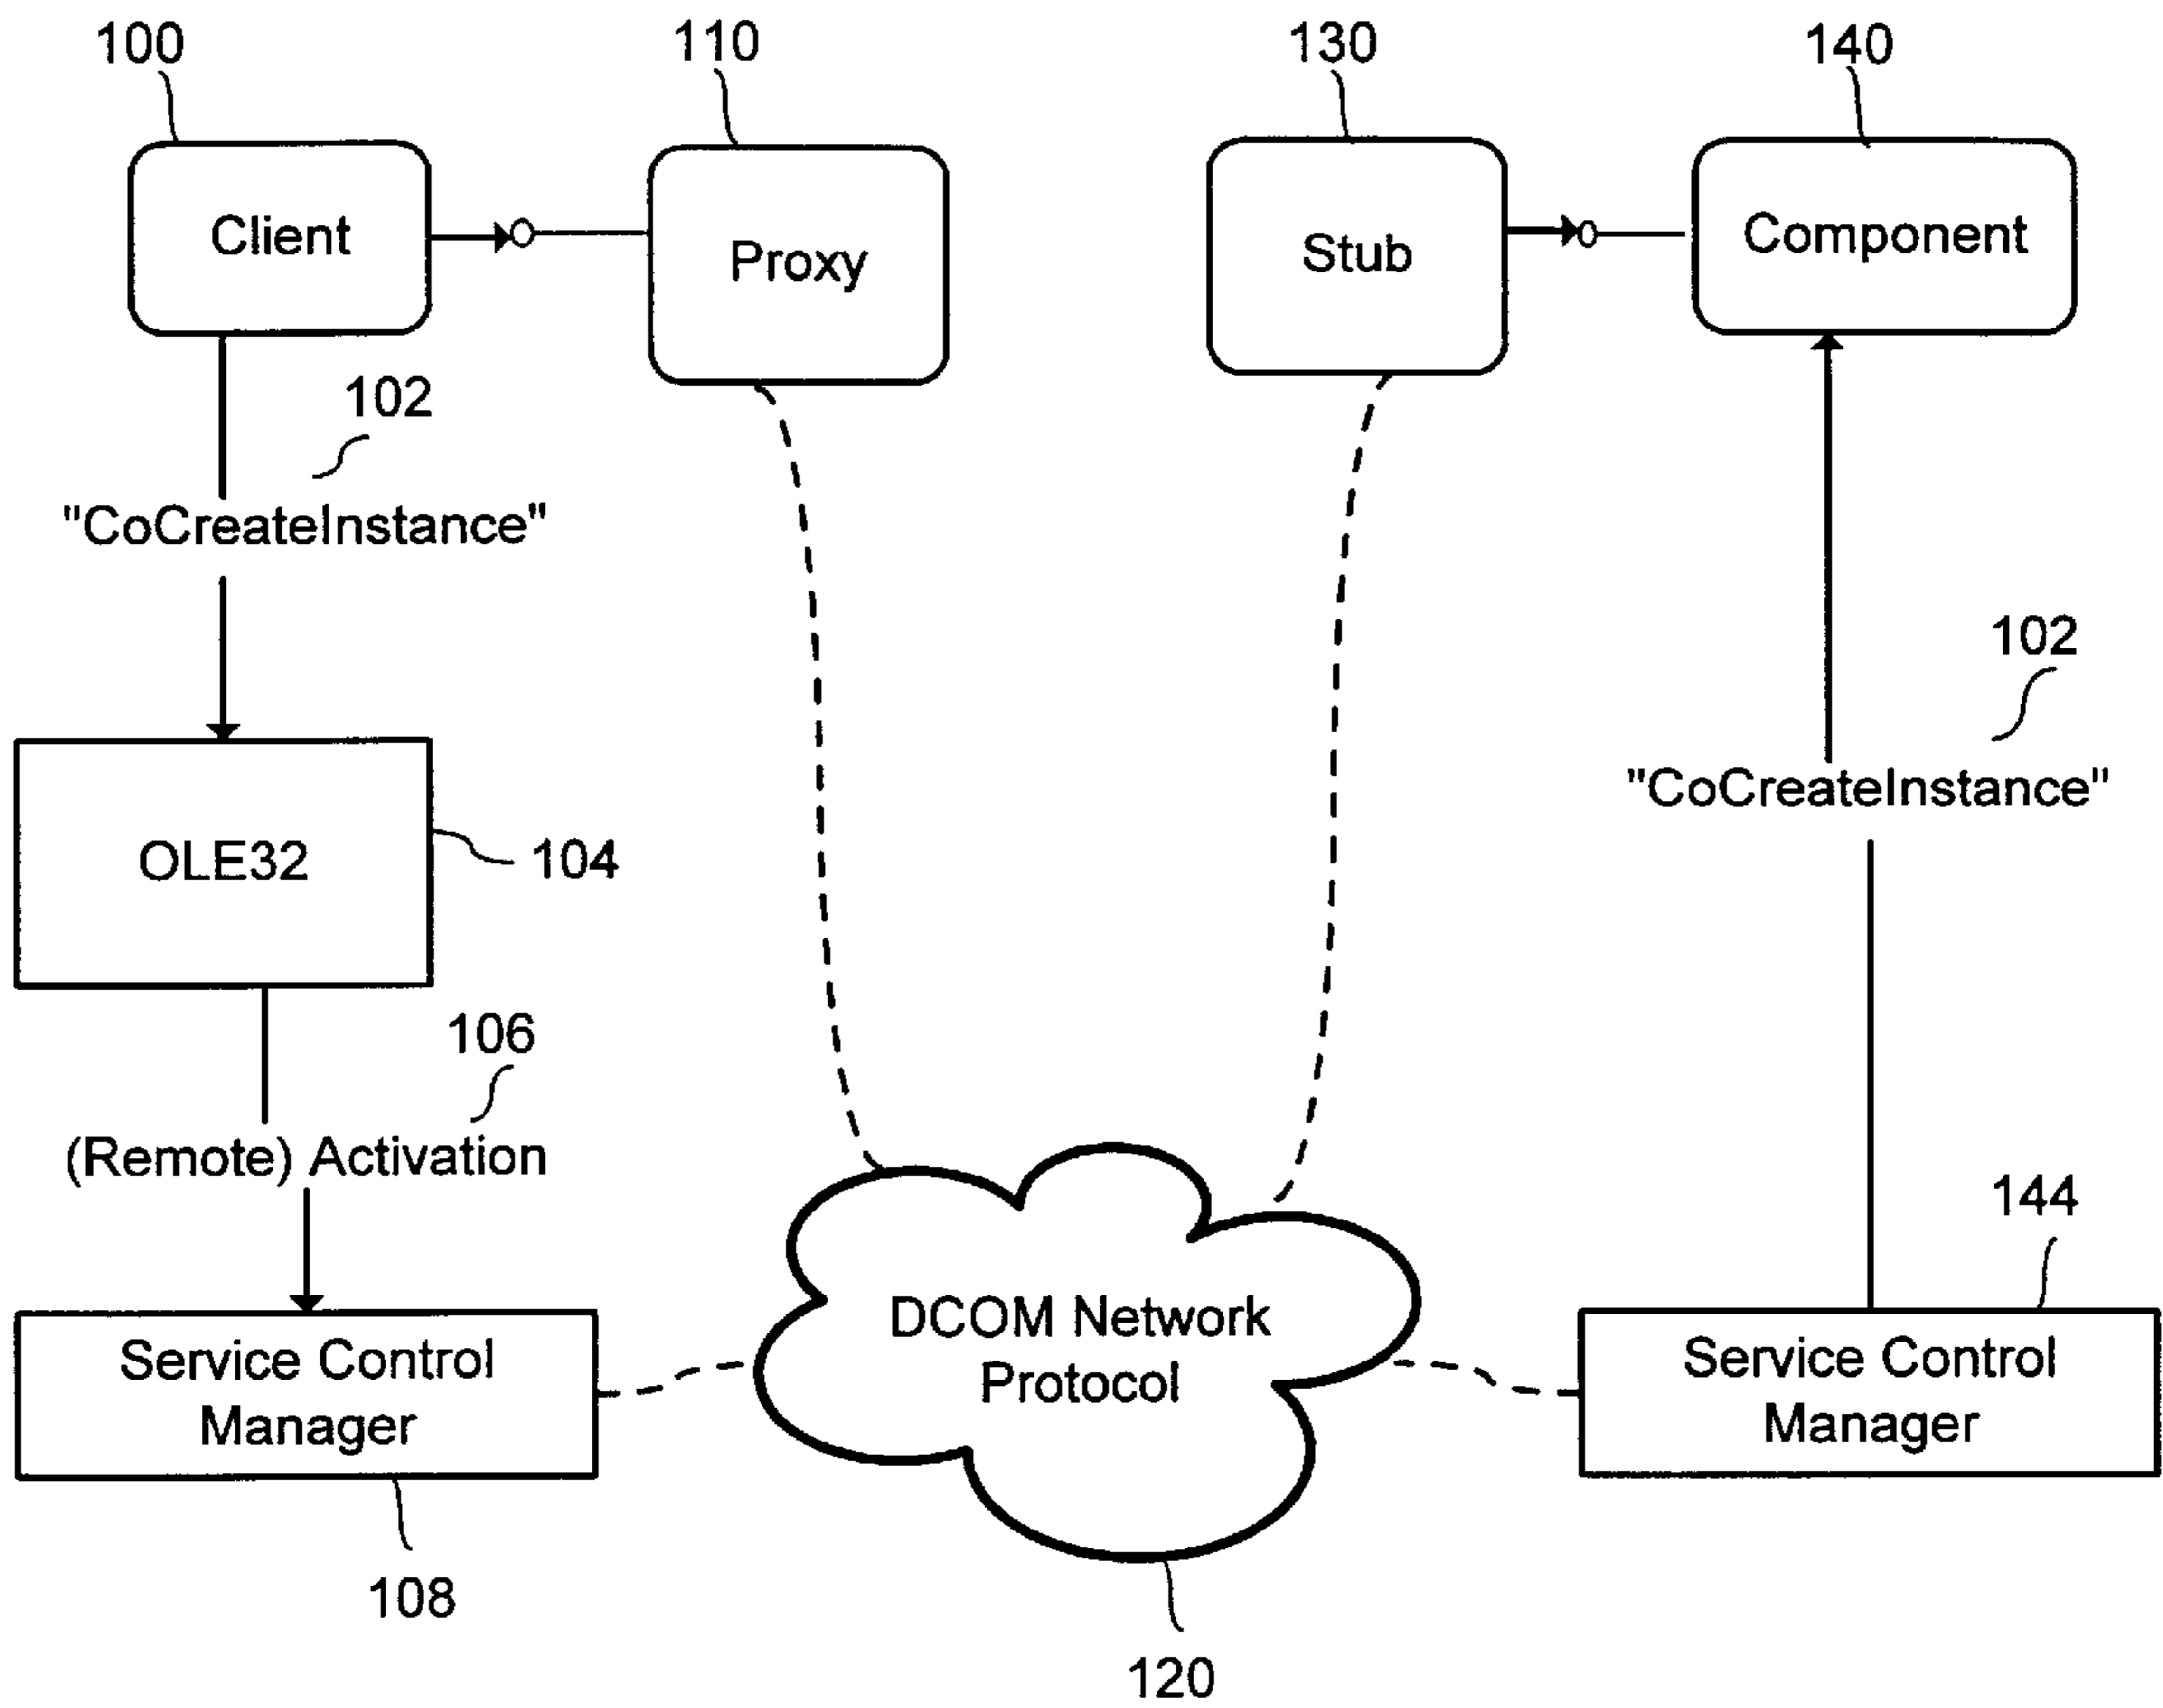 100
110
130
140
Client
Proxy
Stub
Component
102
"CoCreateInstance"
102
"CoCreateInstance"
OLE32
104
106
(Remote) Activation
144
DCOM Network
Protocol
Service Control
Manager
Service Control
Manager
108
120